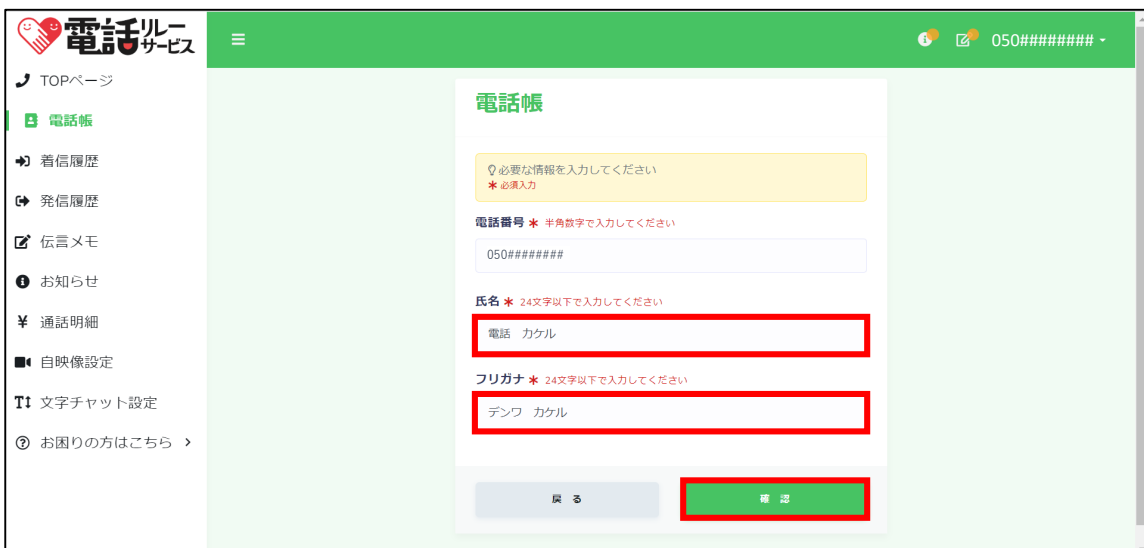 電話リレーサービス
050########
TOPページ
電話帳
着信履歴
発信履歴
伝言メモ
お知らせ
¥ 通話明細
自映像設定
文字チャット設定
お困りの方はこちら
電話帳
必要な情報を入力してください
* 必須入力
電話番号 * 半角数字で入力してください
050########
氏名 * 24文字以下で入力してください
電話 カケル
フリガナ * 24文字以下で入力してください
デンワ カケル
戻 る
確 認